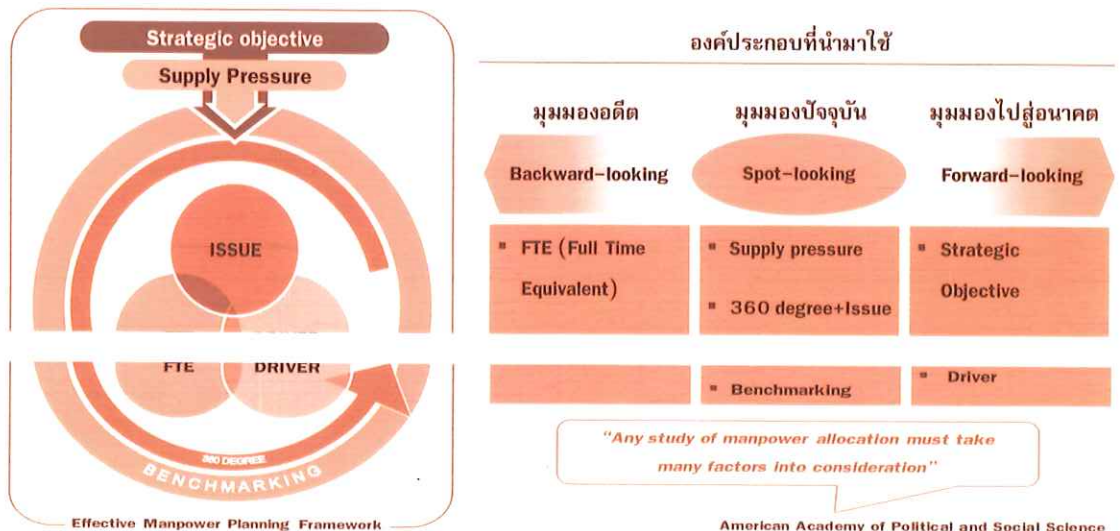 Strategic objective
Supply Pressure
ISSUE
FTE
DRIVER
360 DEGREE
BENCHMARKING
Effective Manpower Planning Framework
องค์ประกอบที่นำมาใช้
มุมมองอดีต
มุมมองปัจจุบัน
มุมมองไปสู่อนาคต
Backward-looking
Spot-looking
Forward-looking
▪ FTE (Full Time
Equivalent)
▪ Supply pressure
▪ 360 degree+Issue
▪ Benchmarking
▪ Strategic
Objective
▪ Driver
"Any study of manpower allocation must take
many factors into consideration"
American Academy of Political and Social Science